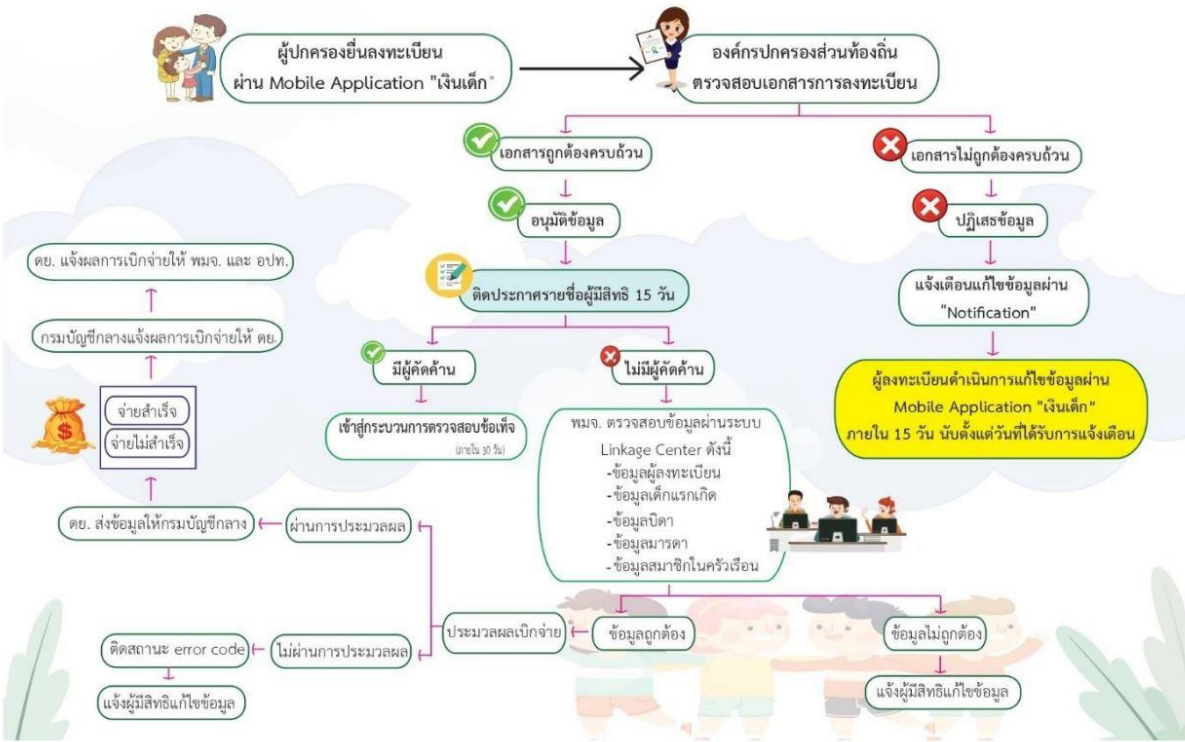 ผู้ปกครองยื่นลงทะเบียน
ผ่าน Mobile Application "เงินเด็ก"
องค์กรปกครองส่วนท้องถิ่น
ตรวจสอบเอกสารการลงทะเบียน
เอกสารถูกต้องครบถ้วน
เอกสารไม่ถูกต้องครบถ้วน
อนุมัติข้อมูล
ปฏิเสธข้อมูล
ติดประกาศรายชื่อผู้มีสิทธิ 15 วัน
แจ้งเตือนแก้ไขข้อมูลผ่าน
"Notification"
มีผู้คัดค้าน
ไม่มีผู้คัดค้าน
ผู้ลงทะเบียนดำเนินการแก้ไขข้อมูลผ่าน
Mobile Application "เงินเด็ก"
ภายใน 15 วัน นับตั้งแต่วันที่ได้รับการแจ้งเตือน
เข้าสู่กระบวนการตรวจสอบข้อเท็จ
(ภายใน 30 วัน)
พมจ. ตรวจสอบข้อมูลผ่านระบบ
Linkage Center ดังนี้
-ข้อมูลผู้ลงทะเบียน
-ข้อมูลเด็กแรกเกิด
-ข้อมูลบิดา
-ข้อมูลมารดา
-ข้อมูลสมาชิกในครัวเรือน
ข้อมูลถูกต้อง
ข้อมูลไม่ถูกต้อง
แจ้งผู้มีสิทธิแก้ไขข้อมูล
ประมวลผลเบิกจ่าย
ผ่านการประมวลผล
ไม่ผ่านการประมวลผล
ติดสถานะ error code
แจ้งผู้มีสิทธิแก้ไขข้อมูล
ดย. ส่งข้อมูลให้กรมบัญชีกลาง
$
จ่ายสำเร็จ
จ่ายไม่สำเร็จ
กรมบัญชีกลางแจ้งผลการเบิกจ่ายให้ ดย.
ดย. แจ้งผลการเบิกจ่ายให้ พมจ. และ อปท.